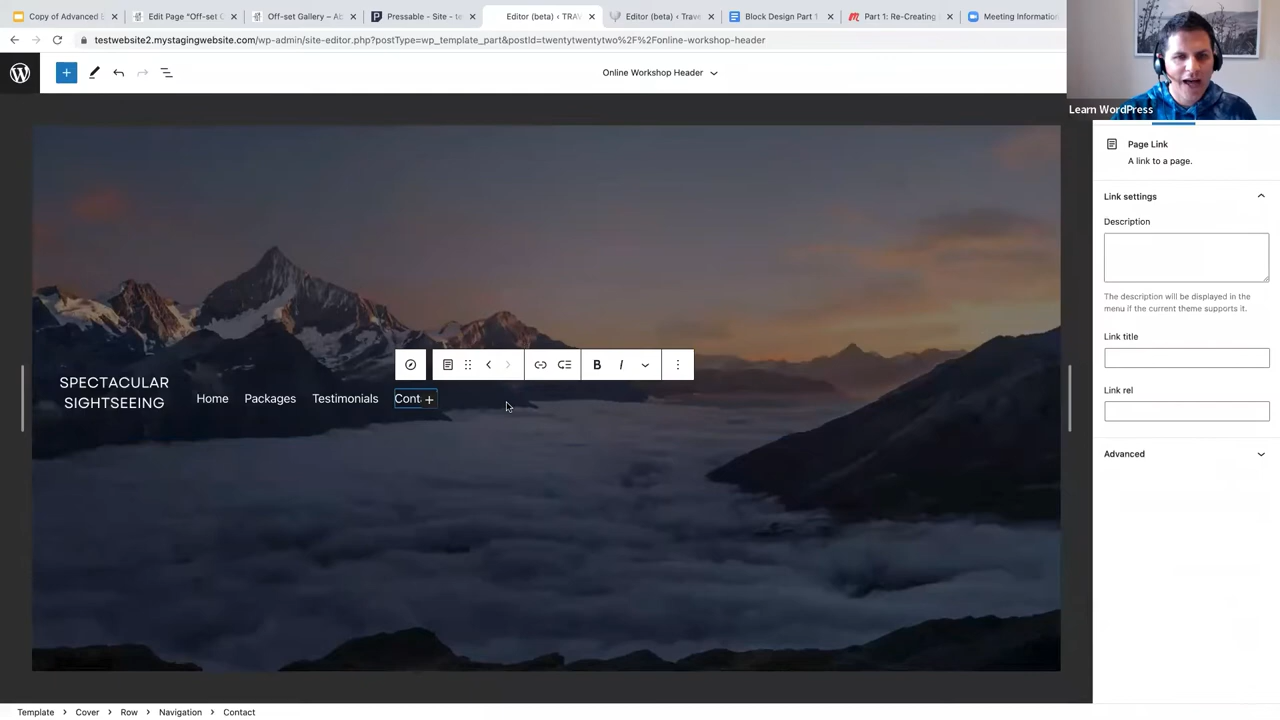 Copy of Advanced B
Edit Page "Off-set C
Off-set Gallery – Ab
Pressable - Site - te
Editor (beta) ‹ TRAV
Editor (beta) ‹ Trave
Block Design Part 1
Part 1: Re-Creating
Meeting Information
testwebsite2.mystagingwebsite.com/wp-admin/site-editor.php?postType=wp_template_part&postId=twentytwentytwo%2F%2Fonline-workshop-header
Online Workshop Header
Learn WordPress
Page Link
A link to a page.
Link settings
Description
The description will be displayed in the
menu if the current theme supports it.
Link title
Link rel
Advanced
SPECTACULAR
SIGHTSEEING
Home
Packages
Testimonials
Cont
B
I
Template > Cover > Row > Navigation > Contact